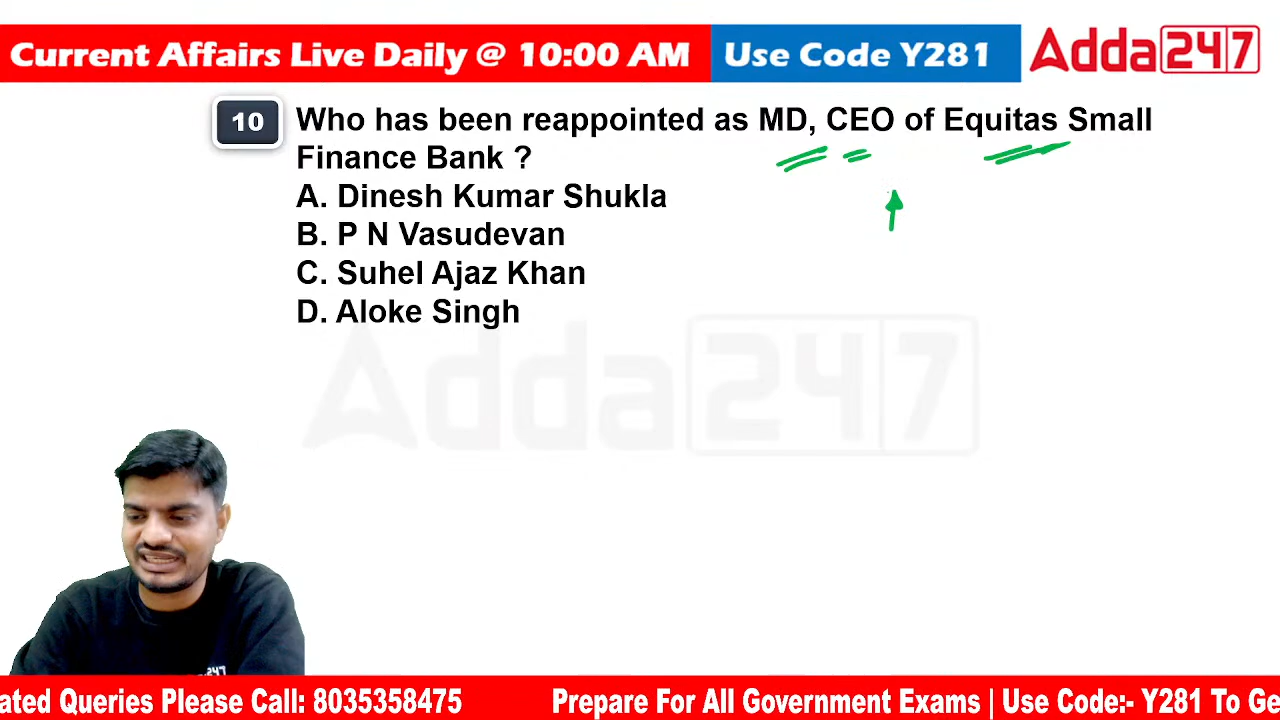 Current Affairs Live Daily @ 10:00 AM
Use Code Y281
Adda247
10
Who has been reappointed as MD, CEO of Equitas Small
Finance Bank ?
A. Dinesh Kumar Shukla
B. P N Vasudevan
C. Suhel Ajaz Khan
D. Aloke Singh
Adda247
247
ated Queries Please Call: 8035358475
Prepare For All Government Exams | Use Code:- Y281 To Ge